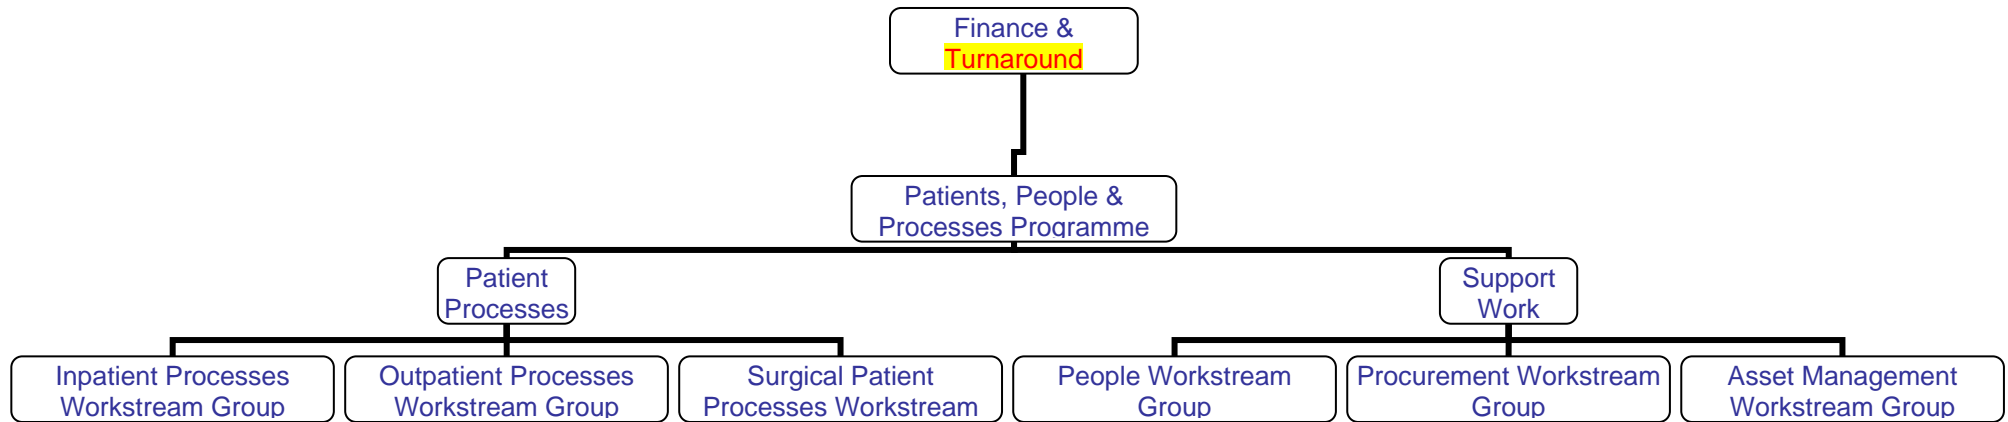 Finance &
Turnaround
Patients, People &
Processes Programme
Patient
Processes
Support
Work
Inpatient Processes
Workstream Group
Outpatient Processes
Workstream Group
Surgical Patient
Processes Workstream
People Workstream
Group
Procurement Workstream
Group
Asset Management
Workstream Group